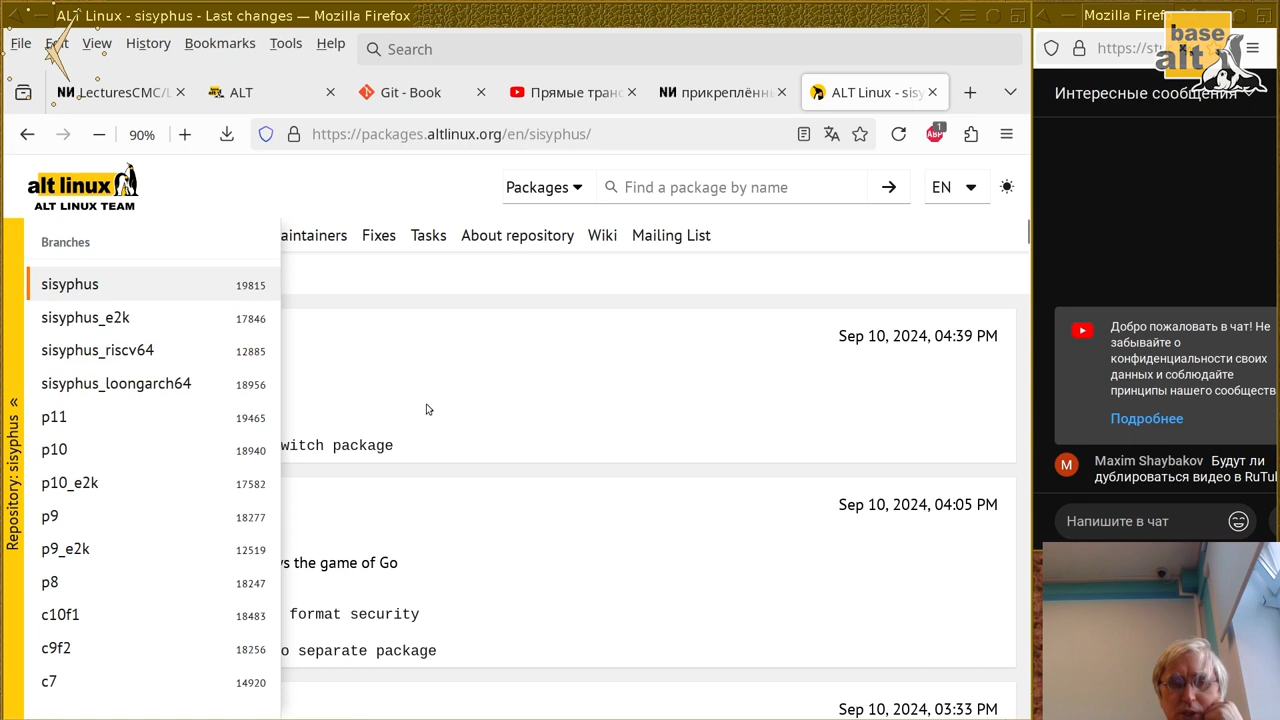 ALT Linux - sisyphus - Last changes — Mozilla Firefox
Mozilla Firef
base
alt
File Edit View History Bookmarks Tools Help
Search
https://st
LecturesCMC/L
ALT
Git - Book
Прямые транс
прикреплённ
ALT Linux - sisy
Интересные сообщения
90%
https://packages.altlinux.org/en/sisyphus/
ABP
1
alt linux
ALT LINUX TEAM
Packages
Find a package by name
EN
Branches
aintainers Fixes Tasks About repository Wiki Mailing List
sisyphus 19815
sisyphus_e2k 17846
sisyphus_riscv64 12885
sisyphus_loongarch64 18956
p11 19465
p10 18940
p10_e2k 17582
p9 18277
p9_e2k 12519
p8 18247
c10f1 18483
c9f2 18256
c7 14920
Repository: sisyphus «
Sep 10, 2024, 04:39 PM
witch package
Sep 10, 2024, 04:05 PM
ys the game of Go
format security
o separate package
Sep 10, 2024, 03:33 PM
Добро пожаловать в чат! Не
забывайте о
конфиденциальности своих
данных и соблюдайте
принципы нашего сообществ
Подробнее
M
Maxim Shaybakov Будут ли
дублироваться видео в RuTu
Напишите в чат